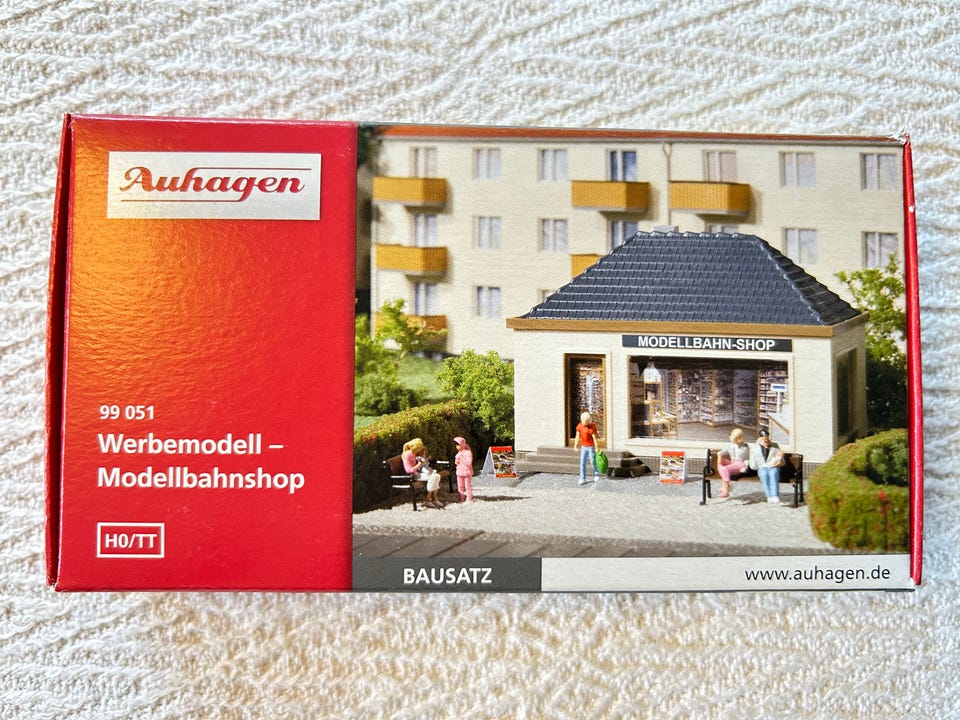 Auhagen
99 051
Werbemodell –
Modellbahnshop
H0/TT
MODELLBAHN-SHOP
BAUSATZ
www.auhagen.de